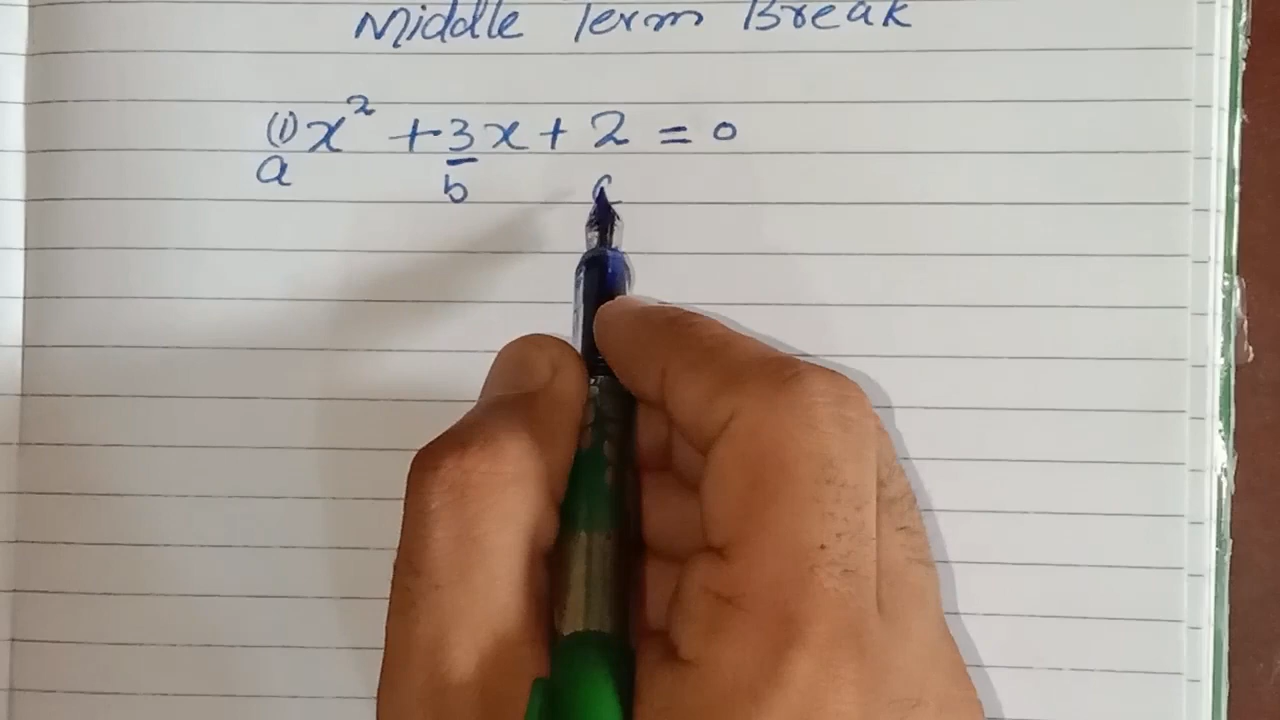 Middle Term Break
(1)x² + 3x + 2 = 0
a b c